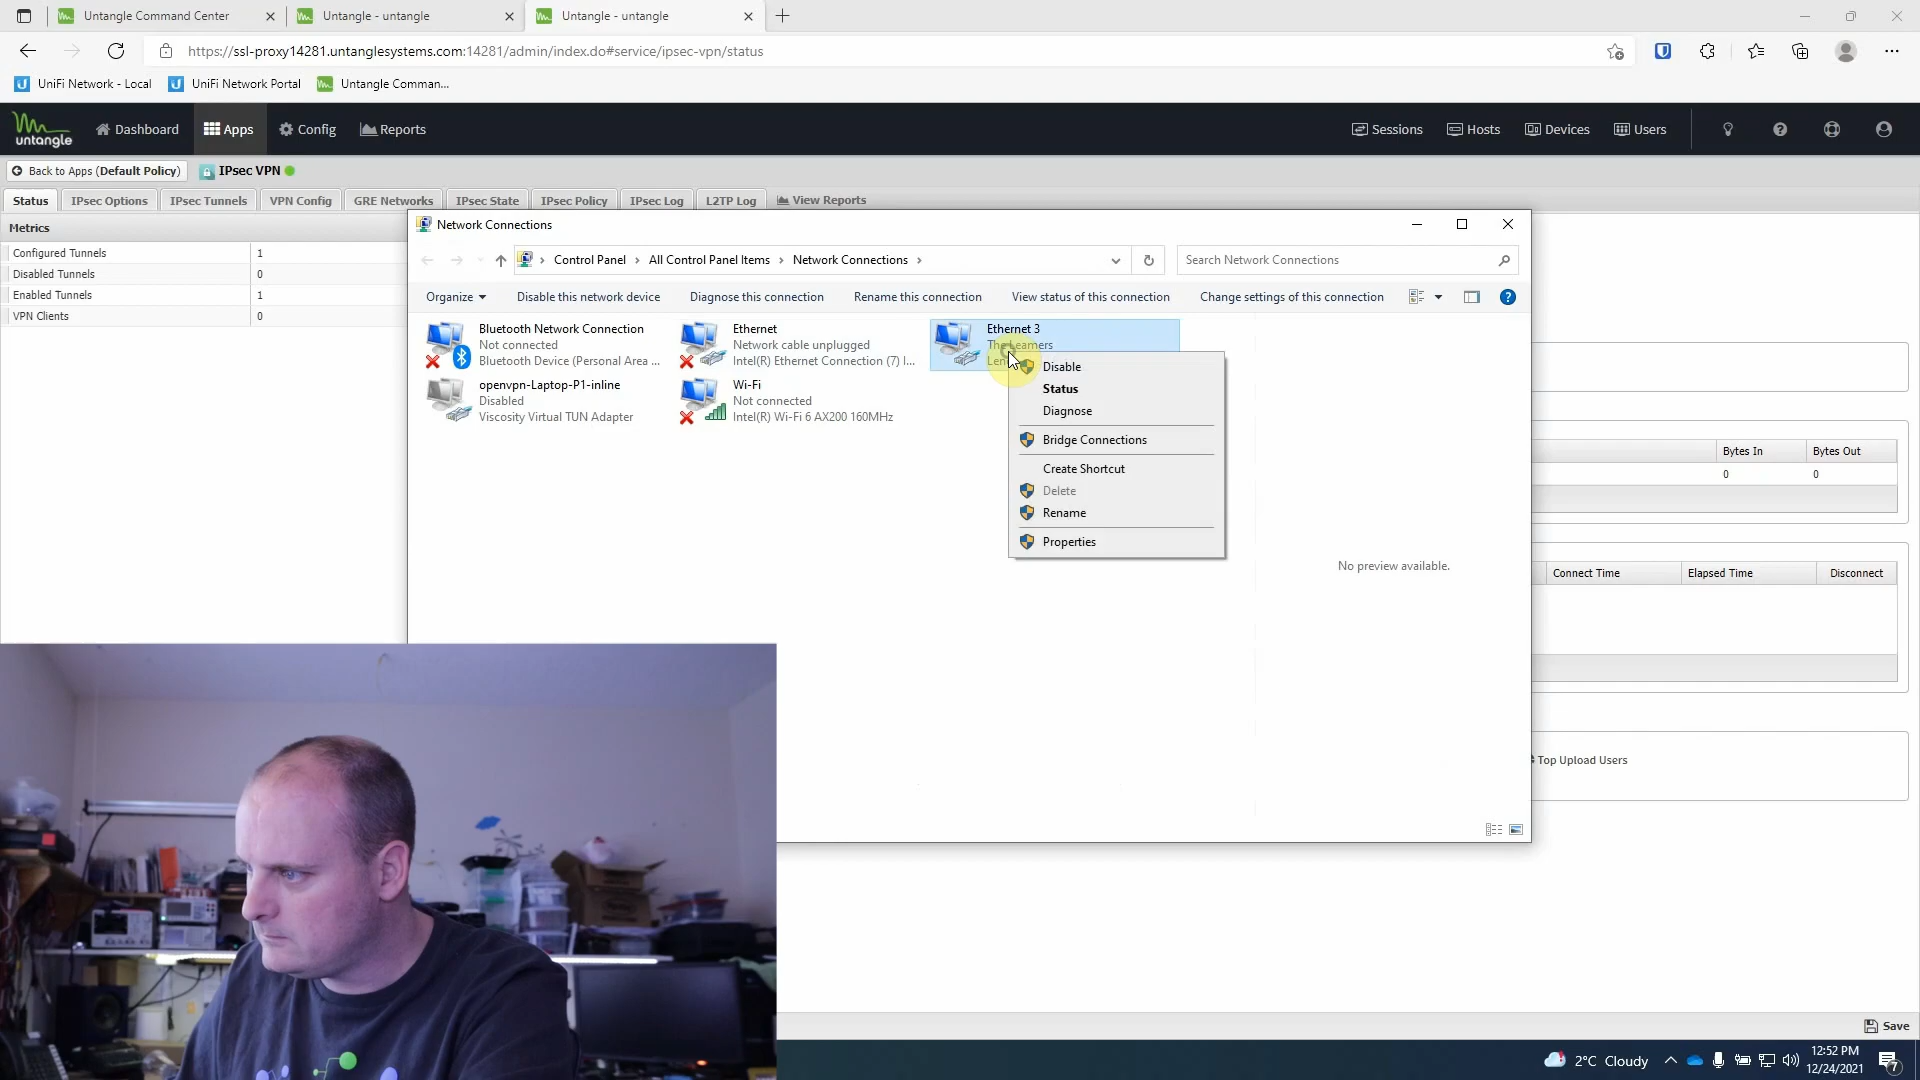 Untangle Command Center
Untangle - untangle
Untangle - untangle
https://ssl-proxy14281.untanglesystems.com:14281/admin/index.do#service/ipsec-vpn/status
UniFi Network - Local
UniFi Network Portal
Untangle Comman...
untangle
Dashboard
Apps
Config
Reports
Sessions
Hosts
Devices
Users
Back to Apps (Default Policy)
IPsec VPN
Status
IPsec Options
IPsec Tunnels
VPN Config
GRE Networks
IPsec State
IPsec Policy
IPsec Log
L2TP Log
View Reports
Metrics
Configured Tunnels 1
Disabled Tunnels 0
Enabled Tunnels 1
VPN Clients 0
Network Connections
Control Panel > All Control Panel Items > Network Connections >
Search Network Connections
Organize
Disable this network device
Diagnose this connection
Rename this connection
View status of this connection
Change settings of this connection
Bluetooth Network Connection
Not connected
Bluetooth Device (Personal Area ...
Ethernet
Network cable unplugged
Intel(R) Ethernet Connection (7) I...
Ethernet 3
The Learners
openvpn-Laptop-P1-inline
Disabled
Viscosity Virtual TUN Adapter
Wi-Fi
Not connected
Intel(R) Wi-Fi 6 AX200 160MHz
Disable
Status
Diagnose
Bridge Connections
Create Shortcut
Delete
Rename
Properties
No preview available.
Bytes In
Bytes Out
0
0
Connect Time
Elapsed Time
Disconnect
Top Upload Users
Save
2°C Cloudy
12:52 PM
12/24/2021
7